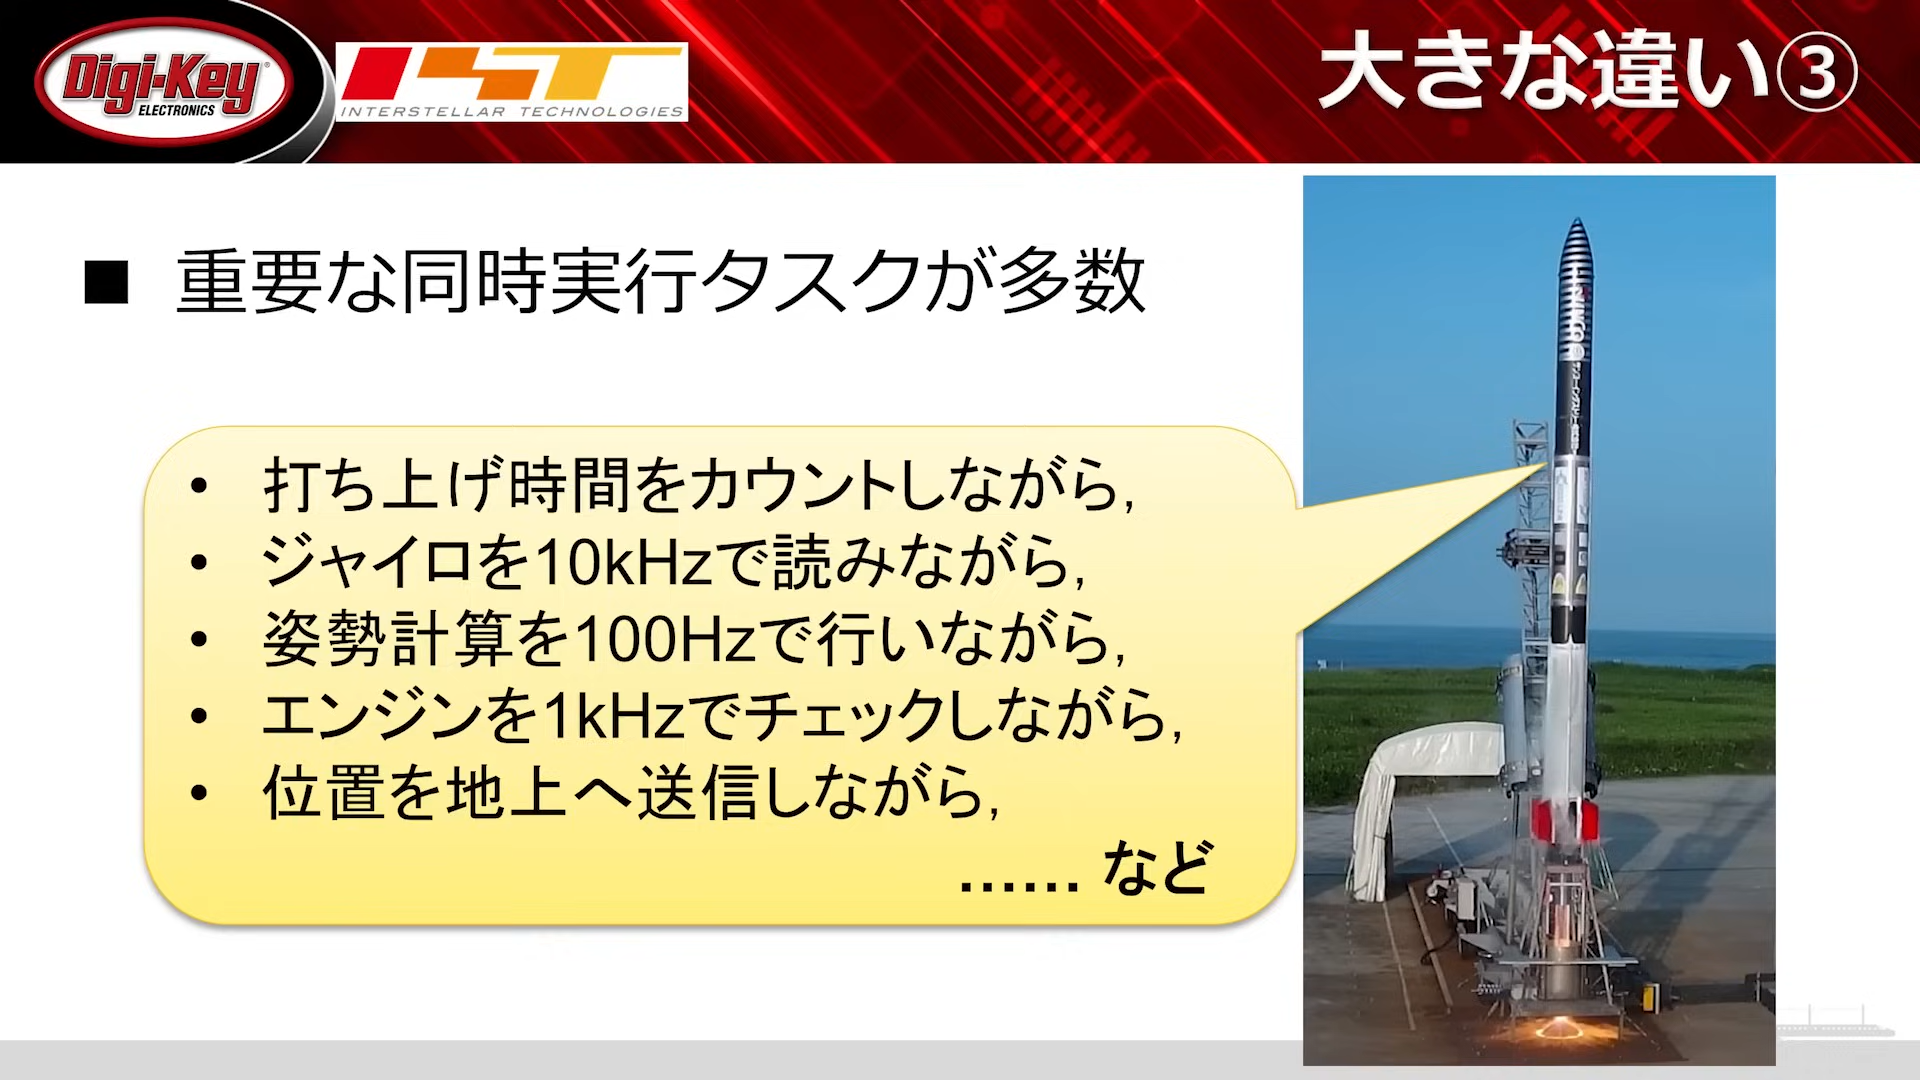 Digi-Key
ELECTRONICS
IST
INTERSTELLAR TECHNOLOGIES
大きな違い③
■ 重要な同時実行タスクが多数
• 打ち上げ時間をカウントしながら,
• ジャイロを10kHzで読みながら,
• 姿勢計算を100Hzで行いながら,
• エンジンを1kHzでチェックしながら,
• 位置を地上へ送信しながら,
…… など